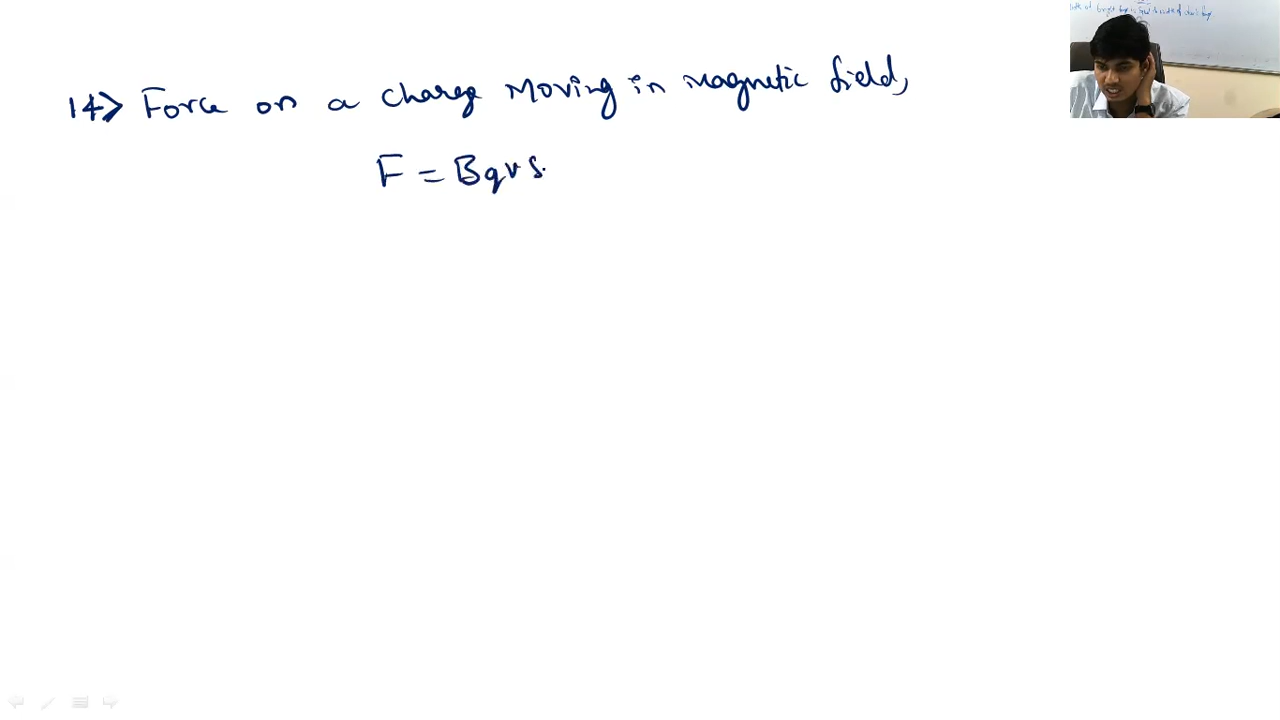 14> Force on a charge moving in magnetic field,
F = Bqv s.